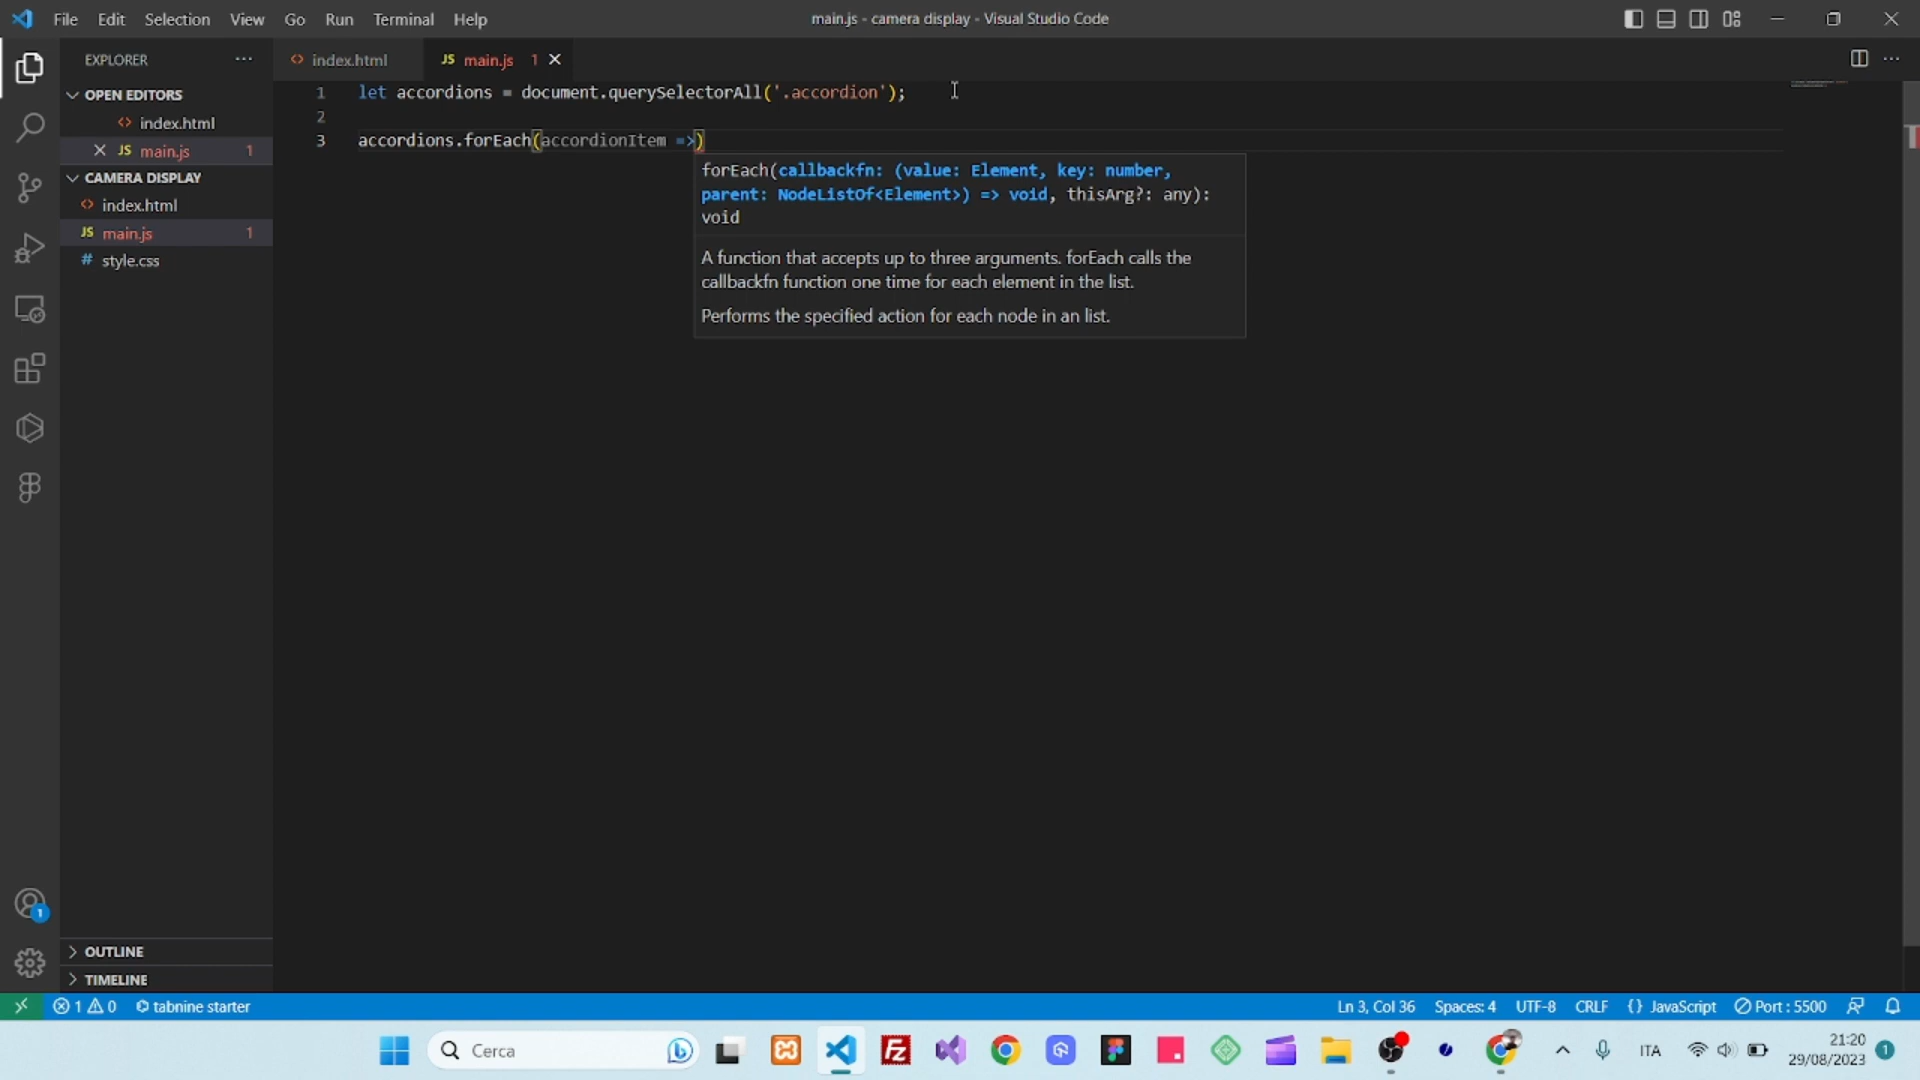 File Edit Selection View Go Run Terminal Help
main.js - camera display - Visual Studio Code
EXPLORER
index.html
JS main.js 1
OPEN EDITORS
index.html
JS main.js 1
CAMERA DISPLAY
index.html
JS main.js 1
# style.css
1 let accordions = document.querySelectorAll('.accordion');
2
3 accordions.forEach(accordionItem =>)
forEach(callbackfn: (value: Element, key: number,
parent: NodeListOf<Element>) => void, thisArg?: any):
void
A function that accepts up to three arguments. forEach calls the
callbackfn function one time for each element in the list.
Performs the specified action for each node in an list.
1
OUTLINE
TIMELINE
1 0 tabnine starter
Ln 3, Col 36 Spaces: 4 UTF-8 CRLF {} JavaScript Port : 5500
Cerca
Fz
ITA
21:20
29/08/2023
1